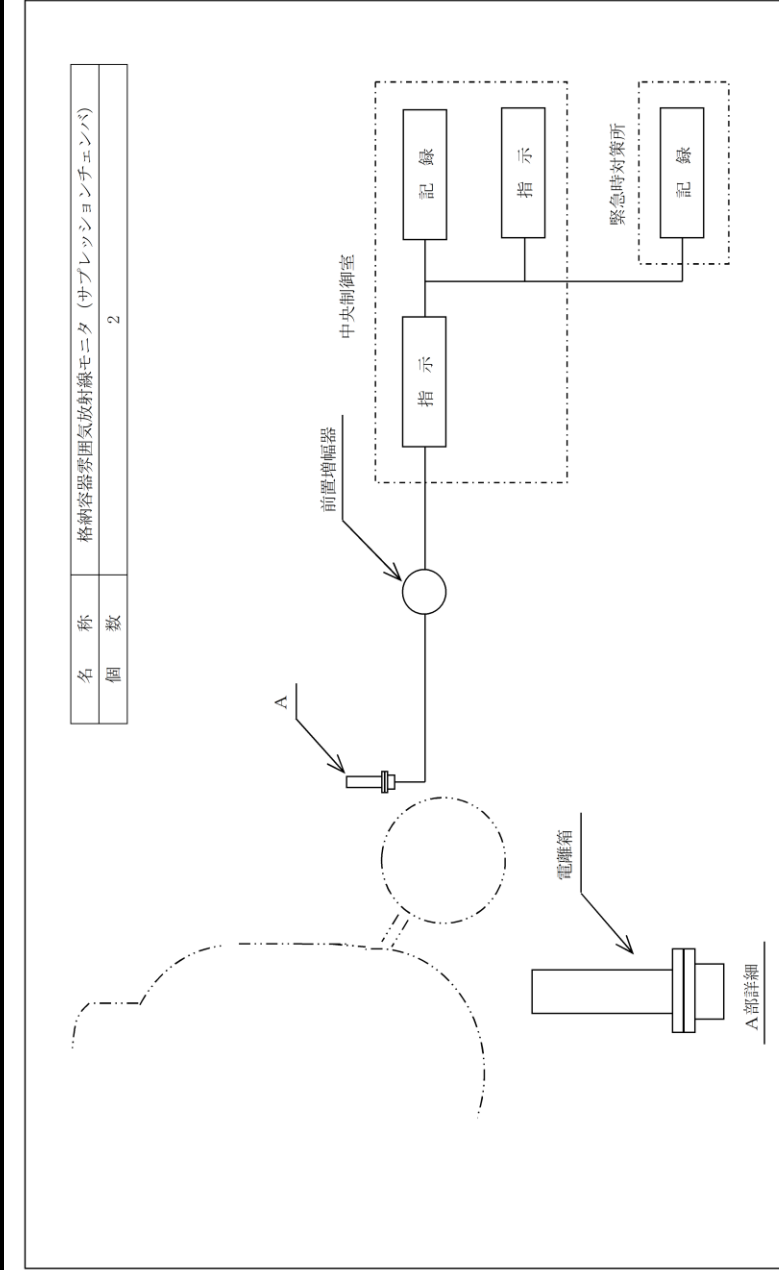 名 称 格納容器雰囲気放射線モニタ（サプレッションチェンバ）
個 数 2
A
前置増幅器
中央制御室
指 示
記 録
指 示
緊急時対策所
記 録
電離箱
A部詳細